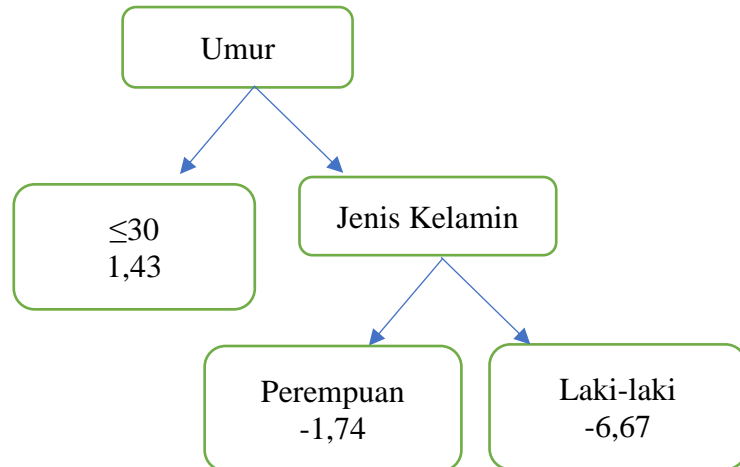 Umur
≤30
1,43
Jenis Kelamin
Perempuan
-1,74
Laki-laki
-6,67